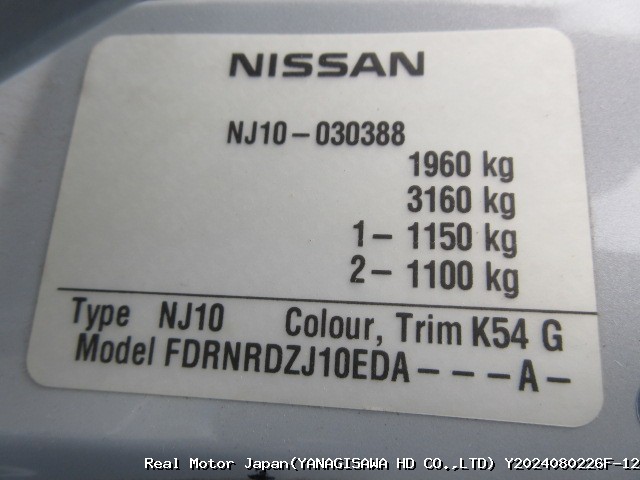 NISSAN
NJ10-030388
1960 kg
3160 kg
1- 1150 kg
2- 1100 kg
Type NJ10 Colour, Trim K54 G
Model FDRNRDZJ10EDA---A-
Real Motor Japan(YANAGISAWA HD CO.,LTD) Y2024080226F-12